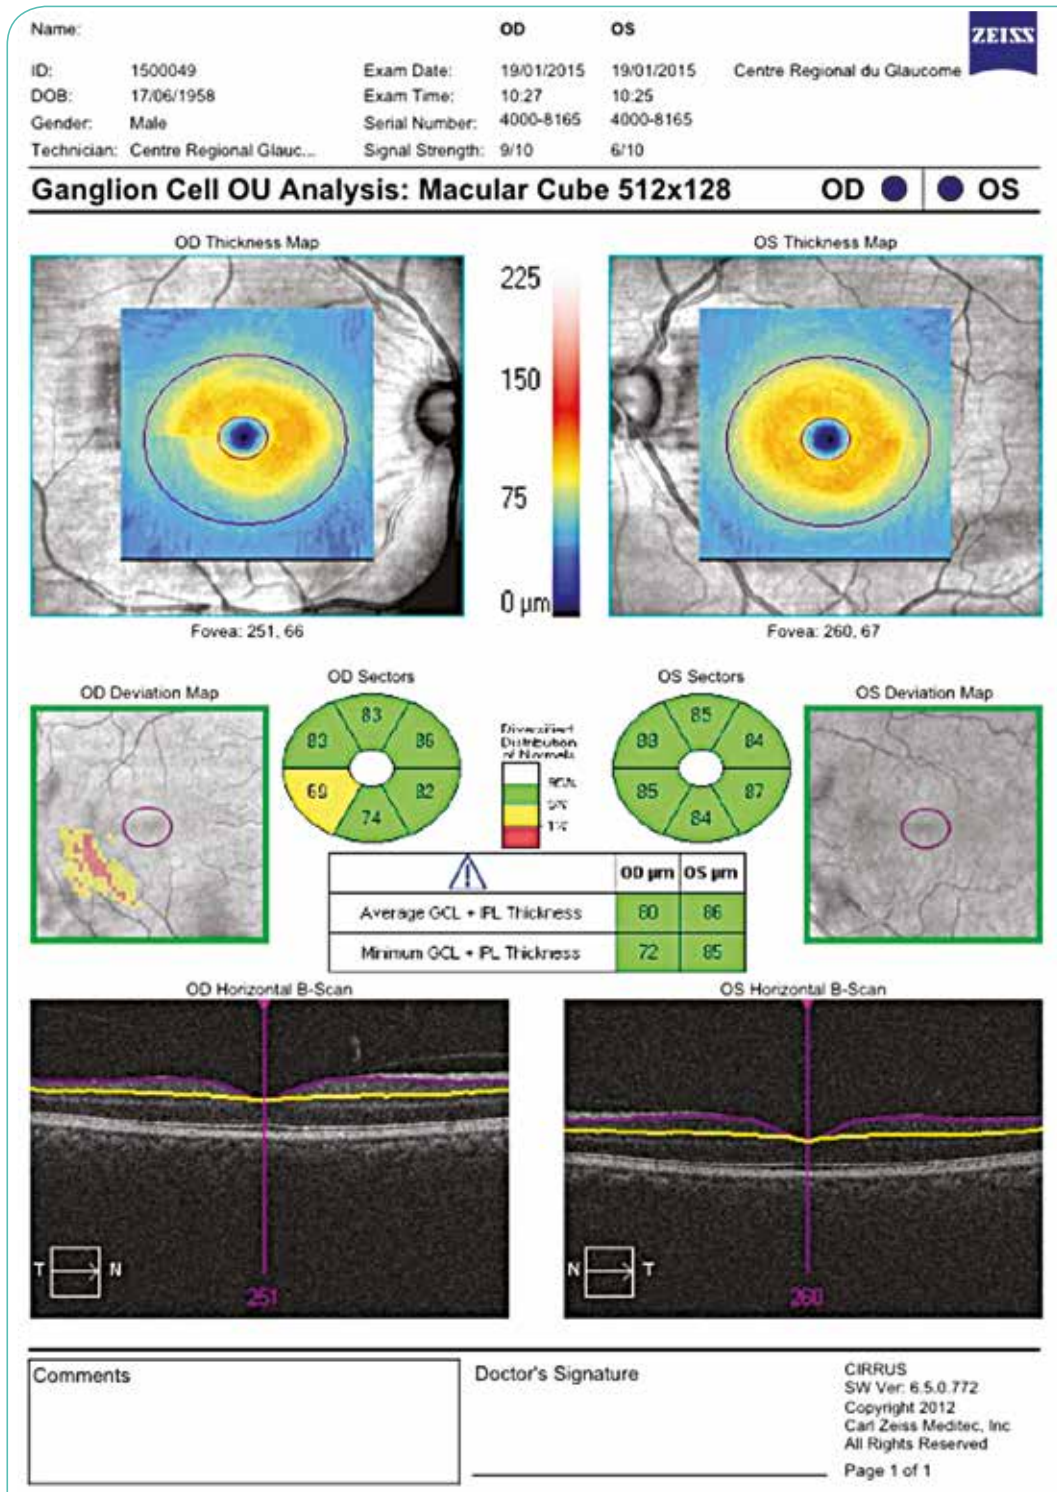 Name: OD OS
ZEISS
ID: 1500049 Exam Date: 19/01/2015 19/01/2015 Centre Regional du Glaucome
DOB: 17/06/1958 Exam Time: 10:27 10:25
Gender: Male Serial Number: 4000-8165 4000-8165
Technician: Centre Regional Glauc... Signal Strength: 9/10 6/10
Ganglion Cell OU Analysis: Macular Cube 512x128 OD OS
OD Thickness Map OS Thickness Map
225
150
75
0 µm
Fovea: 251, 66 Fovea: 260, 67
OD Deviation Map OD Sectors OS Sectors OS Deviation Map
83 85
83 86 88 84
69 82 85 87
74 84
Diversified
Distribution
of Normals
95%
5%
1%
OD µm OS µm
Average GCL + IPL Thickness 80 86
Minimum GCL + IPL Thickness 72 85
OD Horizontal B-Scan OS Horizontal B-Scan
T N N T
251 260
Comments Doctor's Signature
CIRRUS
SW Ver: 6.5.0.772
Copyright 2012
Carl Zeiss Meditec, Inc
All Rights Reserved
Page 1 of 1